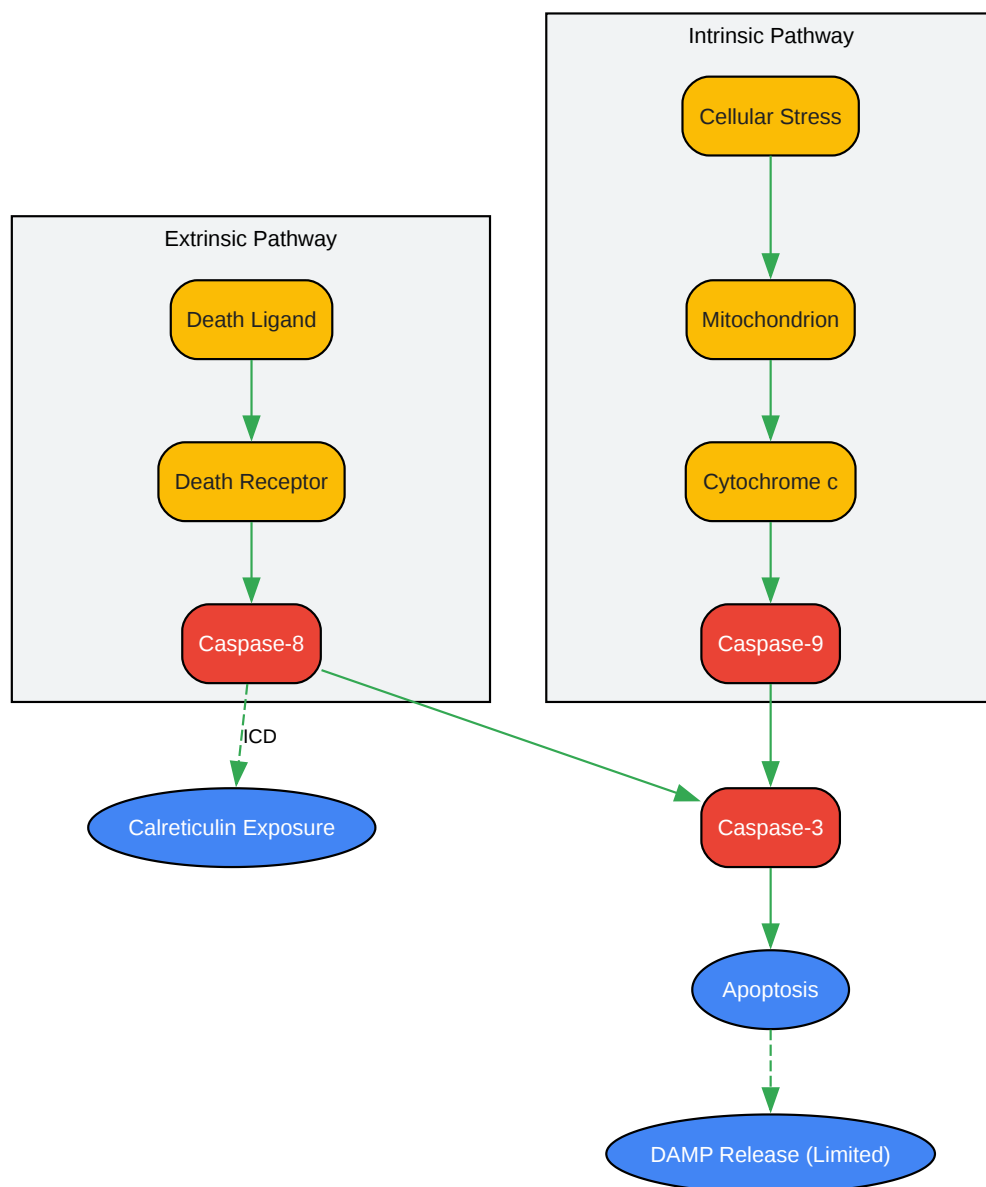 Intrinsic Pathway
Cellular Stress
Extrinsic Pathway
Death Ligand
Mitochondrion
Death Receptor
Cytochrome c
Caspase-8
Caspase-9
ICD
Calreticulin Exposure
Caspase-3
Apoptosis
DAMP Release (Limited)